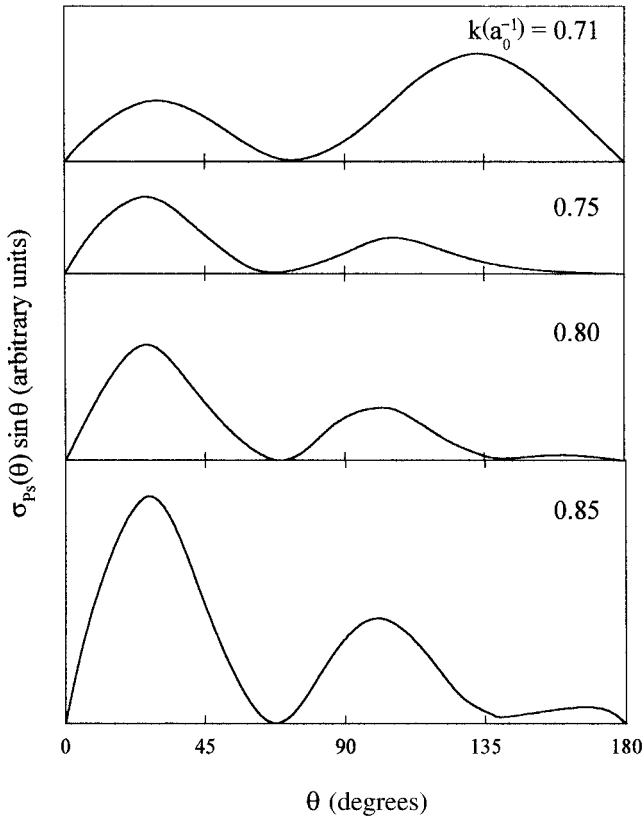 k(a₀⁻¹) = 0.71
0.75
0.80
0.85
σPs(θ) sin θ (arbitrary units)
0 45 90 135 180
θ (degrees)